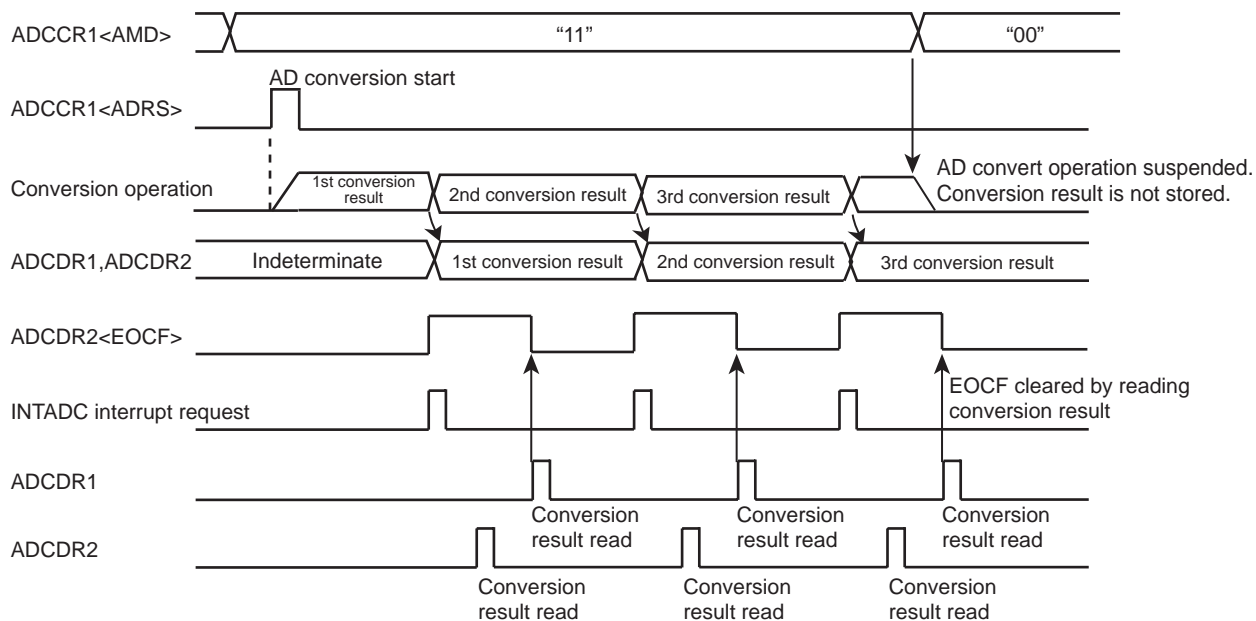 ADCCR1<AMD>
“11”
“00”
AD conversion start
ADCCR1<ADRS>
AD convert operation suspended.
Conversion result is not stored.
Conversion operation
1st conversion
result
2nd conversion result
3rd conversion result
ADCDR1,ADCDR2
Indeterminate
1st conversion result
2nd conversion result
3rd conversion result
ADCDR2<EOCF>
EOCF cleared by reading
conversion result
INTADC interrupt request
ADCDR1
Conversion
result read
Conversion
result read
Conversion
result read
ADCDR2
Conversion
result read
Conversion
result read
Conversion
result read